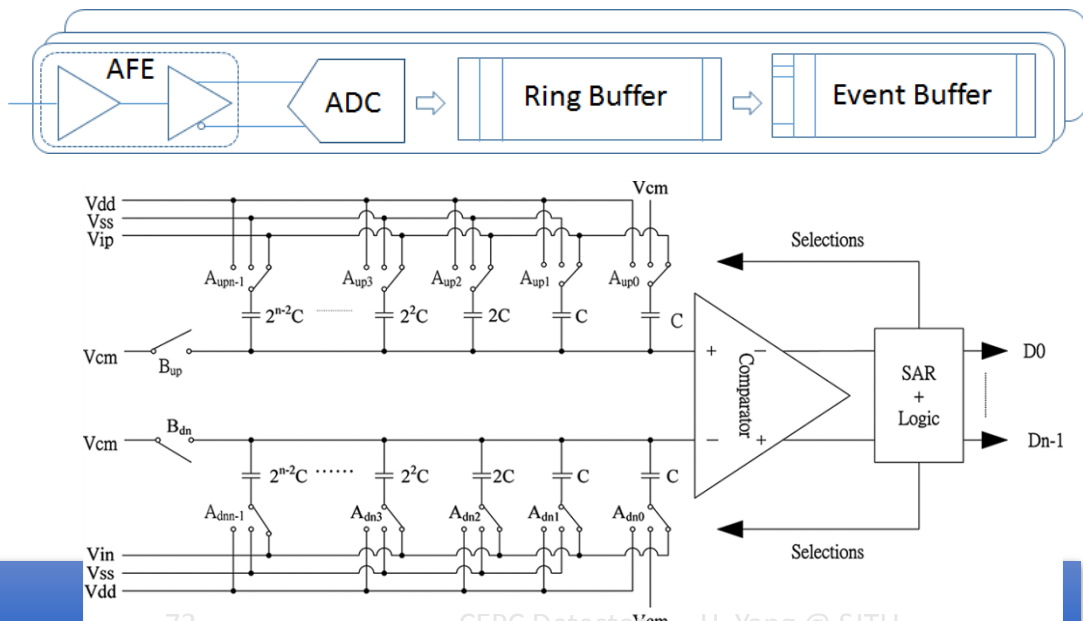 AFE
ADC
Ring Buffer
Event Buffer
Vcm
Vdd
Vss
Vip
Selections
Aupn-1
Aup3
Aup2
Aup1
Aup0
2ⁿ⁻²C
2²C
2C
C
C
Vcm
Bup
+
−
Comparator
SAR
+
Logic
D0
Vcm
Bdn
−
+
Dn-1
2ⁿ⁻²C
2²C
2C
C
C
Adnn-1
Adn3
Adn2
Adn1
Adn0
Vin
Vss
Vdd
Selections
Vcm